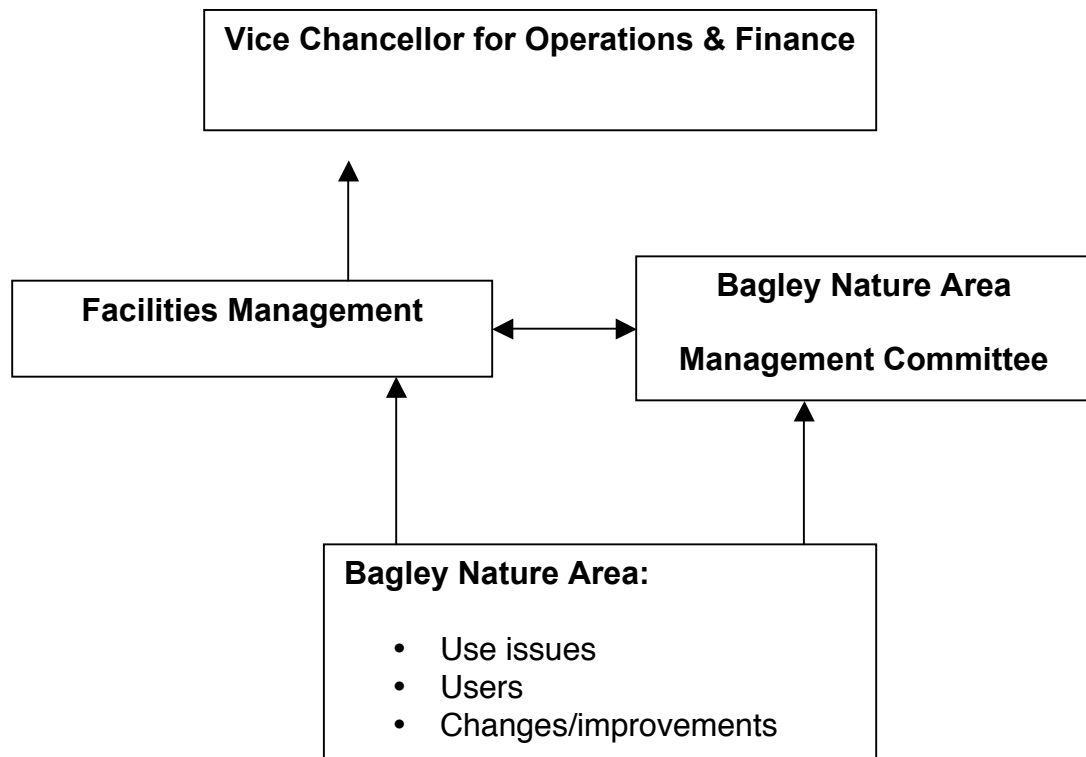 Vice Chancellor for Operations & Finance
Facilities Management
Bagley Nature Area
Management Committee
Bagley Nature Area:
• Use issues
• Users
• Changes/improvements